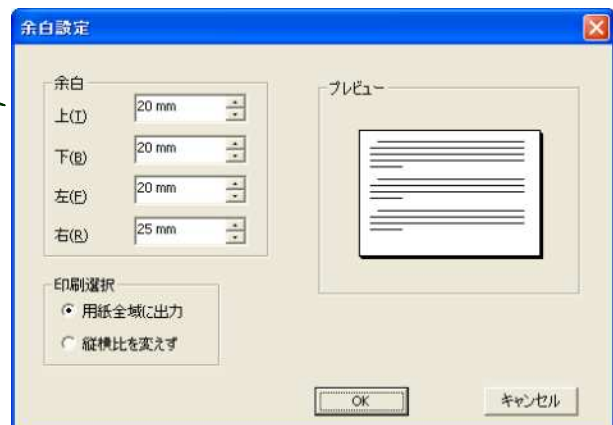 余白設定
余白
上(T)
20 mm
下(B)
20 mm
左(F)
20 mm
右(R)
25 mm
プレビュー
印刷選択
用紙全域に出力
縦横比を変えず
OK
キャンセル